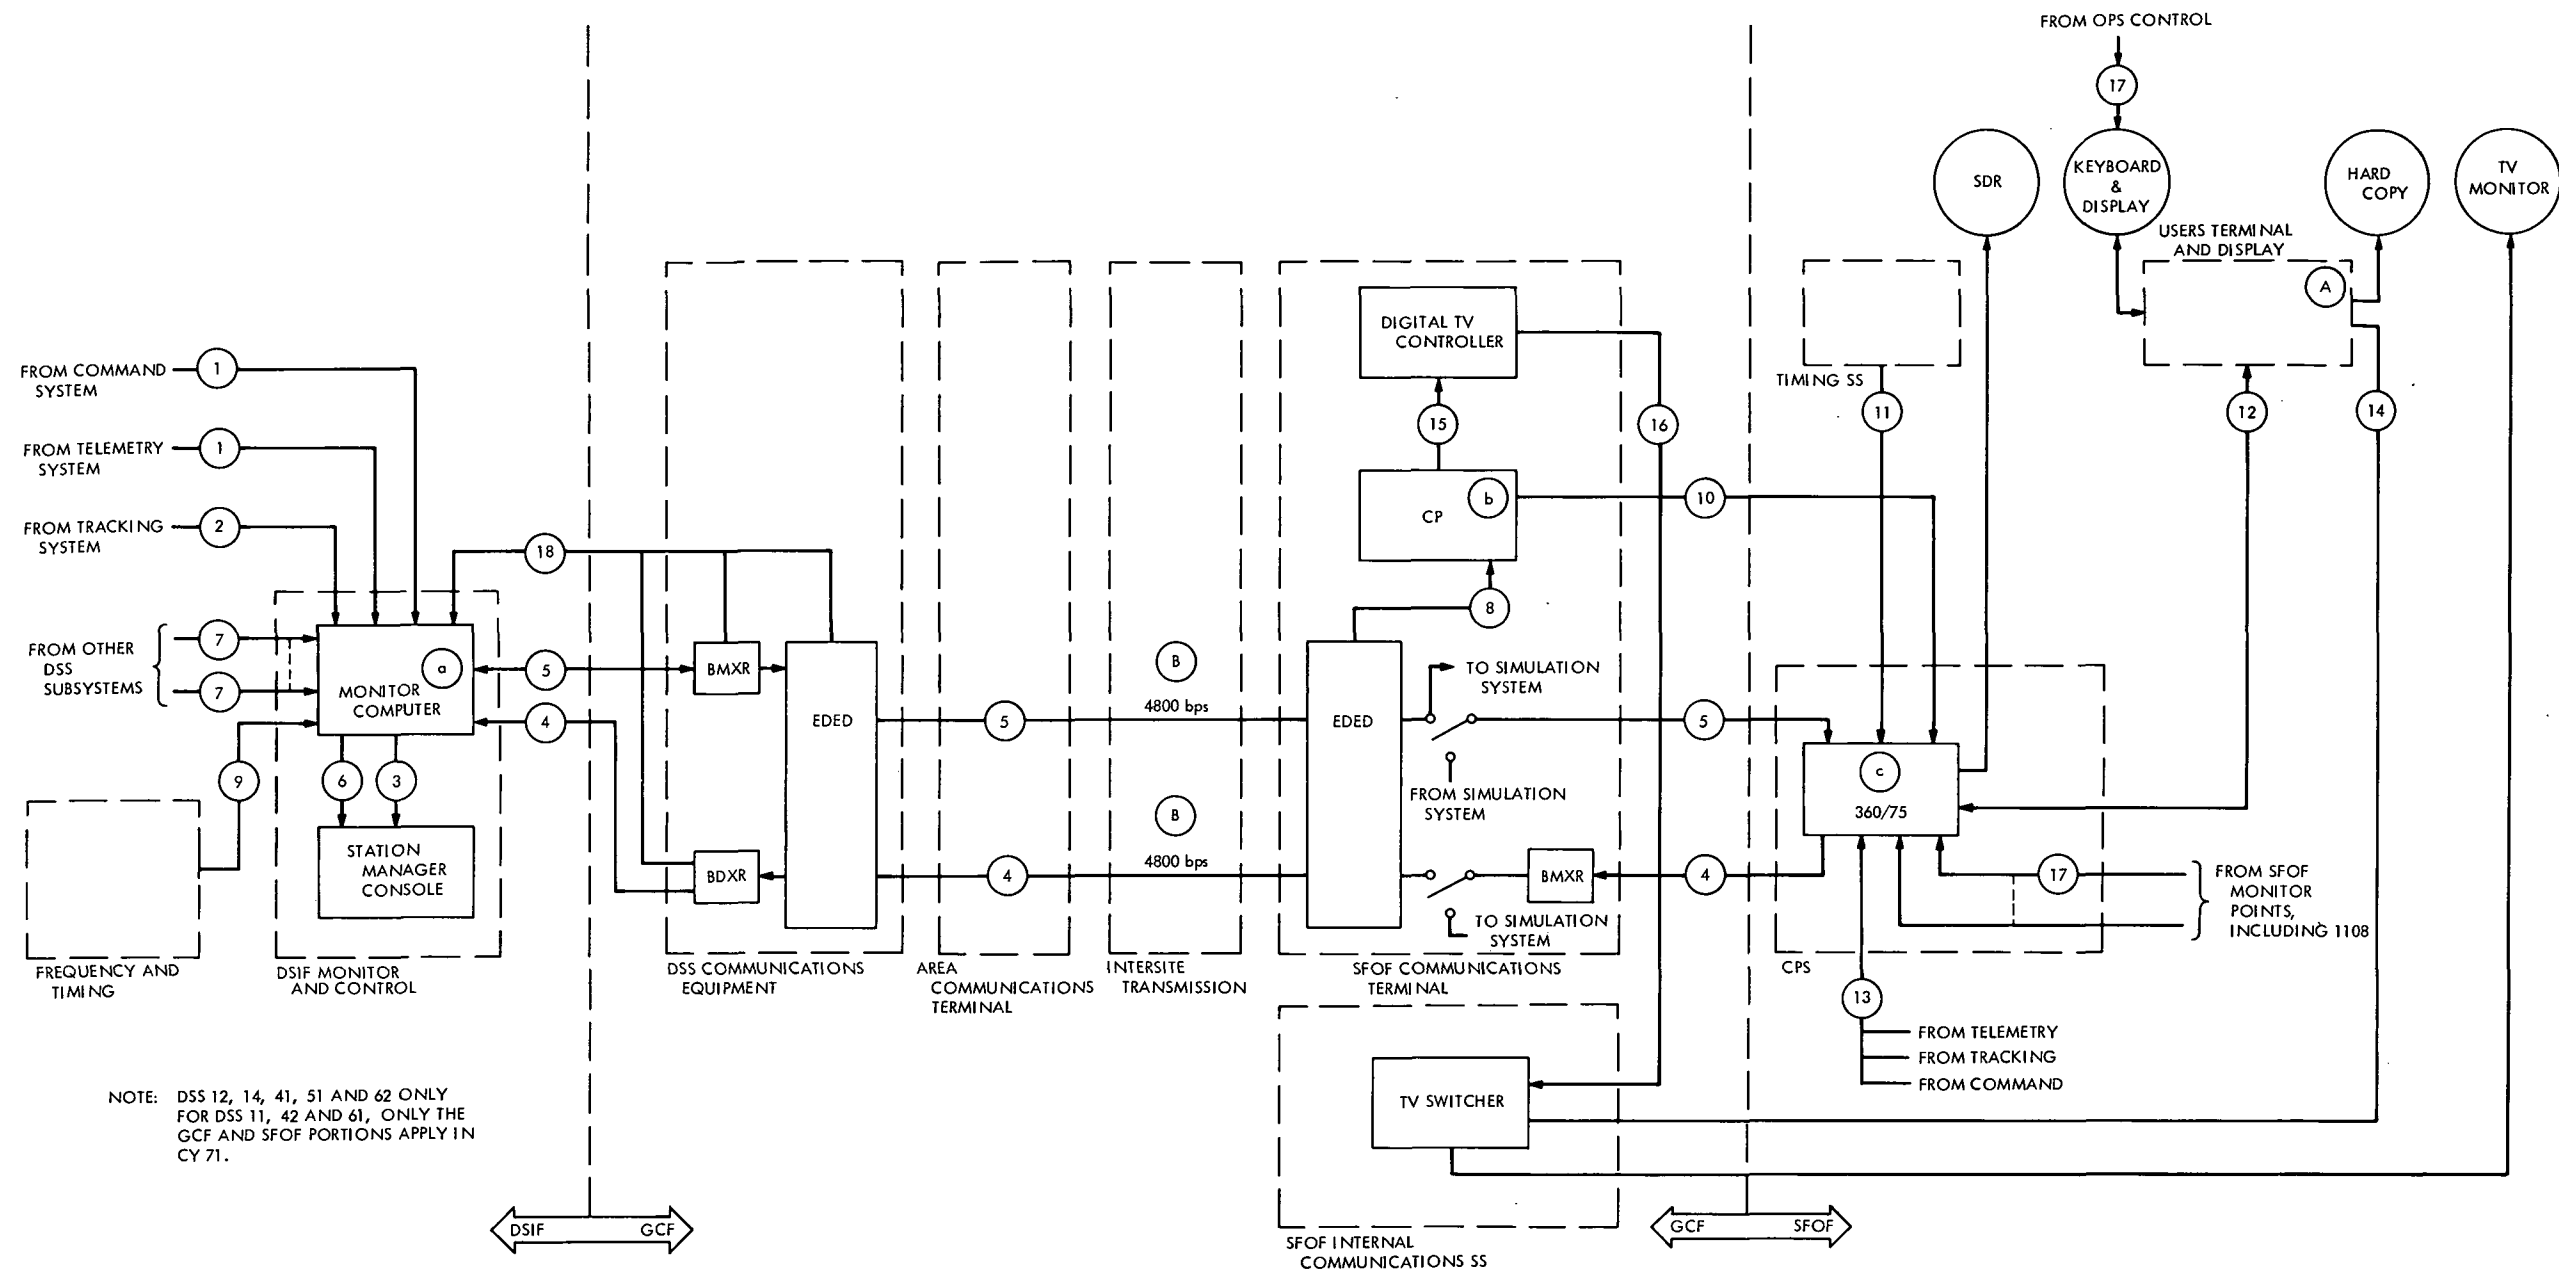 FROM OPS CONTROL
17
SDR
KEYBOARD
&
DISPLAY
HARD
COPY
TV
MONITOR
USERS TERMINAL
AND DISPLAY
A
DIGITAL TV
CONTROLLER
TIMING SS
FROM COMMAND
SYSTEM
1
FROM TELEMETRY
SYSTEM
1
FROM TRACKING
SYSTEM
2
15
16
11
12
14
CP
b
10
18
8
FROM OTHER
DSS
SUBSYSTEMS
7
7
a
MONITOR
COMPUTER
5
4
BMXR
EDED
5
B
4800 bps
EDED
TO SIMULATION
SYSTEM
5
FROM SIMULATION
SYSTEM
c
360/75
9
6
3
STATION
MANAGER
CONSOLE
BDXR
4
B
4800 bps
BMXR
4
TO SIMULATION
SYSTEM
17
FROM SFOF
MONITOR
POINTS,
INCLUDING 1108
FREQUENCY AND
TIMING
DSIF MONITOR
AND CONTROL
DSS COMMUNICATIONS
EQUIPMENT
AREA
COMMUNICATIONS
TERMINAL
INTERSITE
TRANSMISSION
SFOF COMMUNICATIONS
TERMINAL
CPS
13
FROM TELEMETRY
FROM TRACKING
FROM COMMAND
TV SWITCHER
NOTE: DSS 12, 14, 41, 51 AND 62 ONLY
FOR DSS 11, 42 AND 61, ONLY THE
GCF AND SFOF PORTIONS APPLY IN
CY 71.
DSIF GCF
GCF SFOF
SFOF INTERNAL
COMMUNICATIONS SS